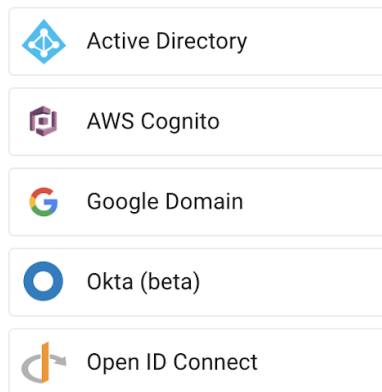 Active Directory
AWS Cognito
Google Domain
Okta (beta)
Open ID Connect